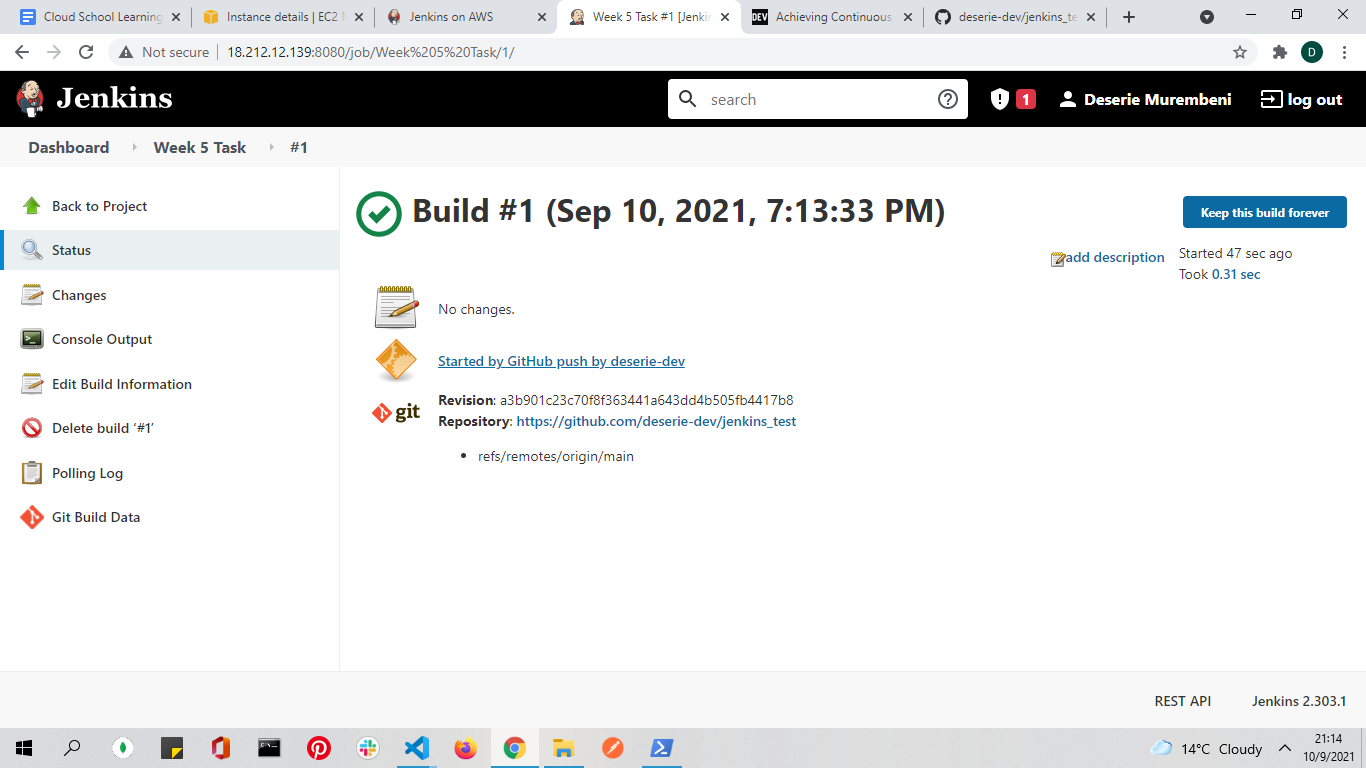 Cloud School Learning
Instance details | EC2 M
Jenkins on AWS
Week 5 Task #1 [Jenkin
DEV
Achieving Continuous
deserie-dev/jenkins_te
Not secure
18.212.12.139:8080/job/Week%205%20Task/1/
D
Jenkins
search
1
Deserie Murembeni
log out
Dashboard
Week 5 Task
#1
Back to Project
Status
Changes
Console Output
Edit Build Information
Delete build ‘#1’
Polling Log
Git Build Data
Build #1 (Sep 10, 2021, 7:13:33 PM)
Keep this build forever
add description
Started 47 sec ago
Took 0.31 sec
No changes.
Started by GitHub push by deserie-dev
git
Revision: a3b901c23c70f8f363441a643dd4b505fb4417b8
Repository: https://github.com/deserie-dev/jenkins_test
refs/remotes/origin/main
REST API
Jenkins 2.303.1
14°C Cloudy
21:14
10/9/2021